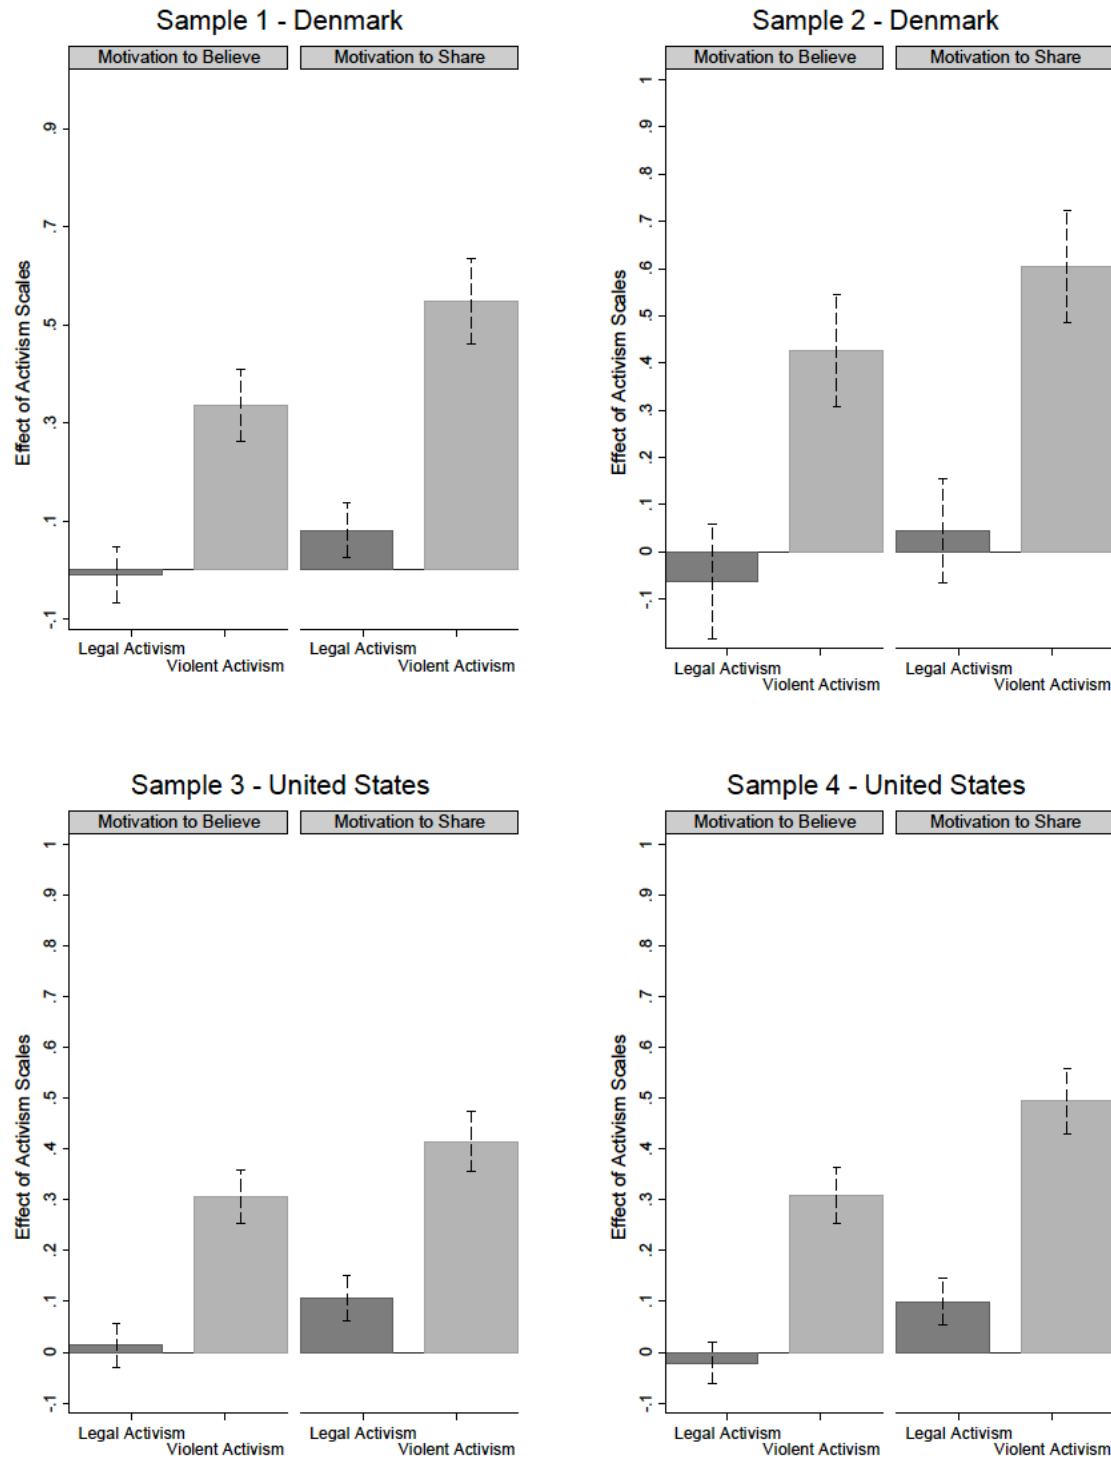 Sample 1 - Denmark
Motivation to Believe
Motivation to Share
Effect of Activism Scales
.9
.7
.5
.3
.1
-.1
Legal Activism
Violent Activism
Legal Activism
Violent Activism
Sample 2 - Denmark
Motivation to Believe
Motivation to Share
Effect of Activism Scales
1
.9
.8
.7
.6
.5
.4
.3
.2
.1
0
-.1
Legal Activism
Violent Activism
Legal Activism
Violent Activism
Sample 3 - United States
Motivation to Believe
Motivation to Share
Effect of Activism Scales
1
.9
.8
.7
.6
.5
.4
.3
.2
.1
0
-.1
Legal Activism
Violent Activism
Legal Activism
Violent Activism
Sample 4 - United States
Motivation to Believe
Motivation to Share
Effect of Activism Scales
1
.9
.8
.7
.6
.5
.4
.3
.2
.1
0
-.1
Legal Activism
Violent Activism
Legal Activism
Violent Activism